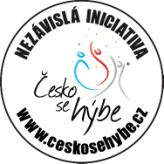 NEZÁVISLÁ INICIATIVA
Česko
se hýbe
www.ceskosehybe.cz